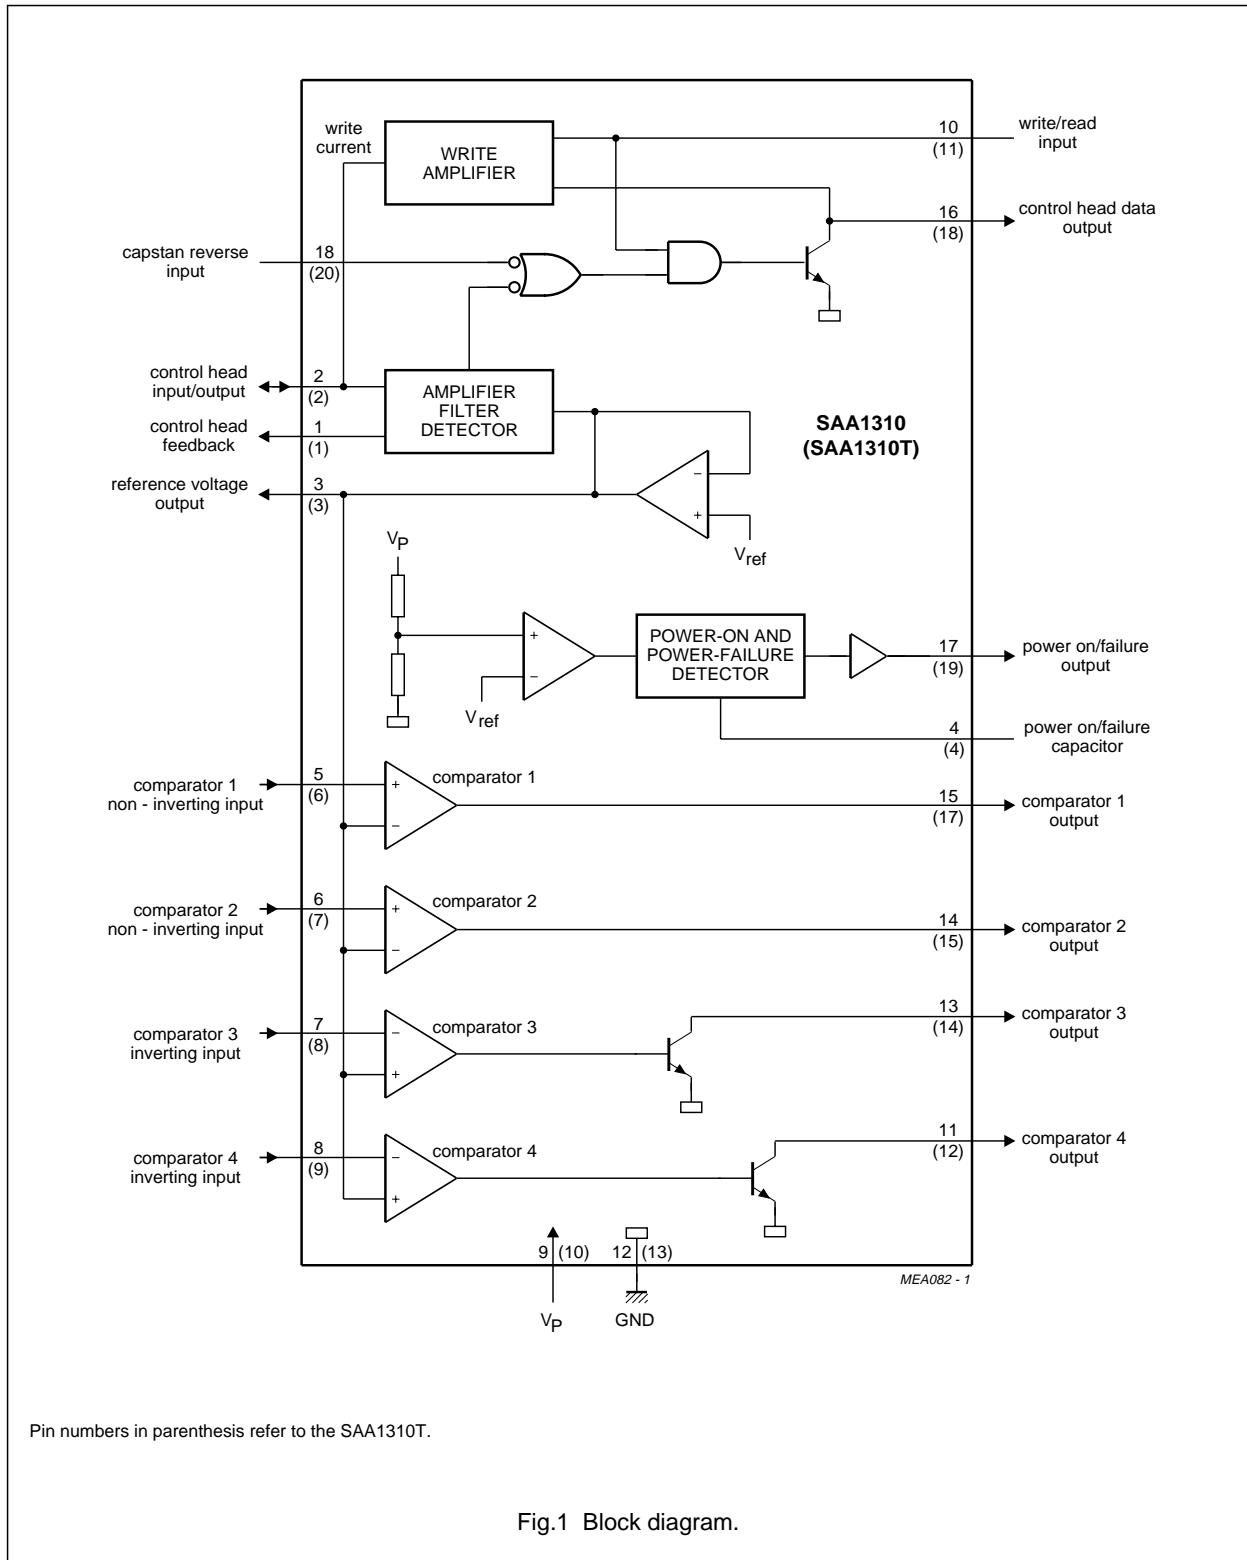 write
current
WRITE
AMPLIFIER
10
(11)
write/read
input
16
(18)
control head data
output
capstan reverse
input
18
(20)
control head
input/output
2
(2)
AMPLIFIER
FILTER
DETECTOR
control head
feedback
1
(1)
SAA1310
(SAA1310T)
reference voltage
output
3
(3)
−
+
Vref
VP
+
−
Vref
POWER-ON AND
POWER-FAILURE
DETECTOR
17
(19)
power on/failure
output
4
(4)
power on/failure
capacitor
comparator 1
non - inverting input
5
(6)
+
−
comparator 1
15
(17)
comparator 1
output
comparator 2
non - inverting input
6
(7)
+
−
comparator 2
14
(15)
comparator 2
output
comparator 3
inverting input
7
(8)
−
+
comparator 3
13
(14)
comparator 3
output
comparator 4
inverting input
8
(9)
−
+
comparator 4
11
(12)
comparator 4
output
9 (10)
12 (13)
VP
GND
MEA082 - 1
Pin numbers in parenthesis refer to the SAA1310T.
Fig.1 Block diagram.